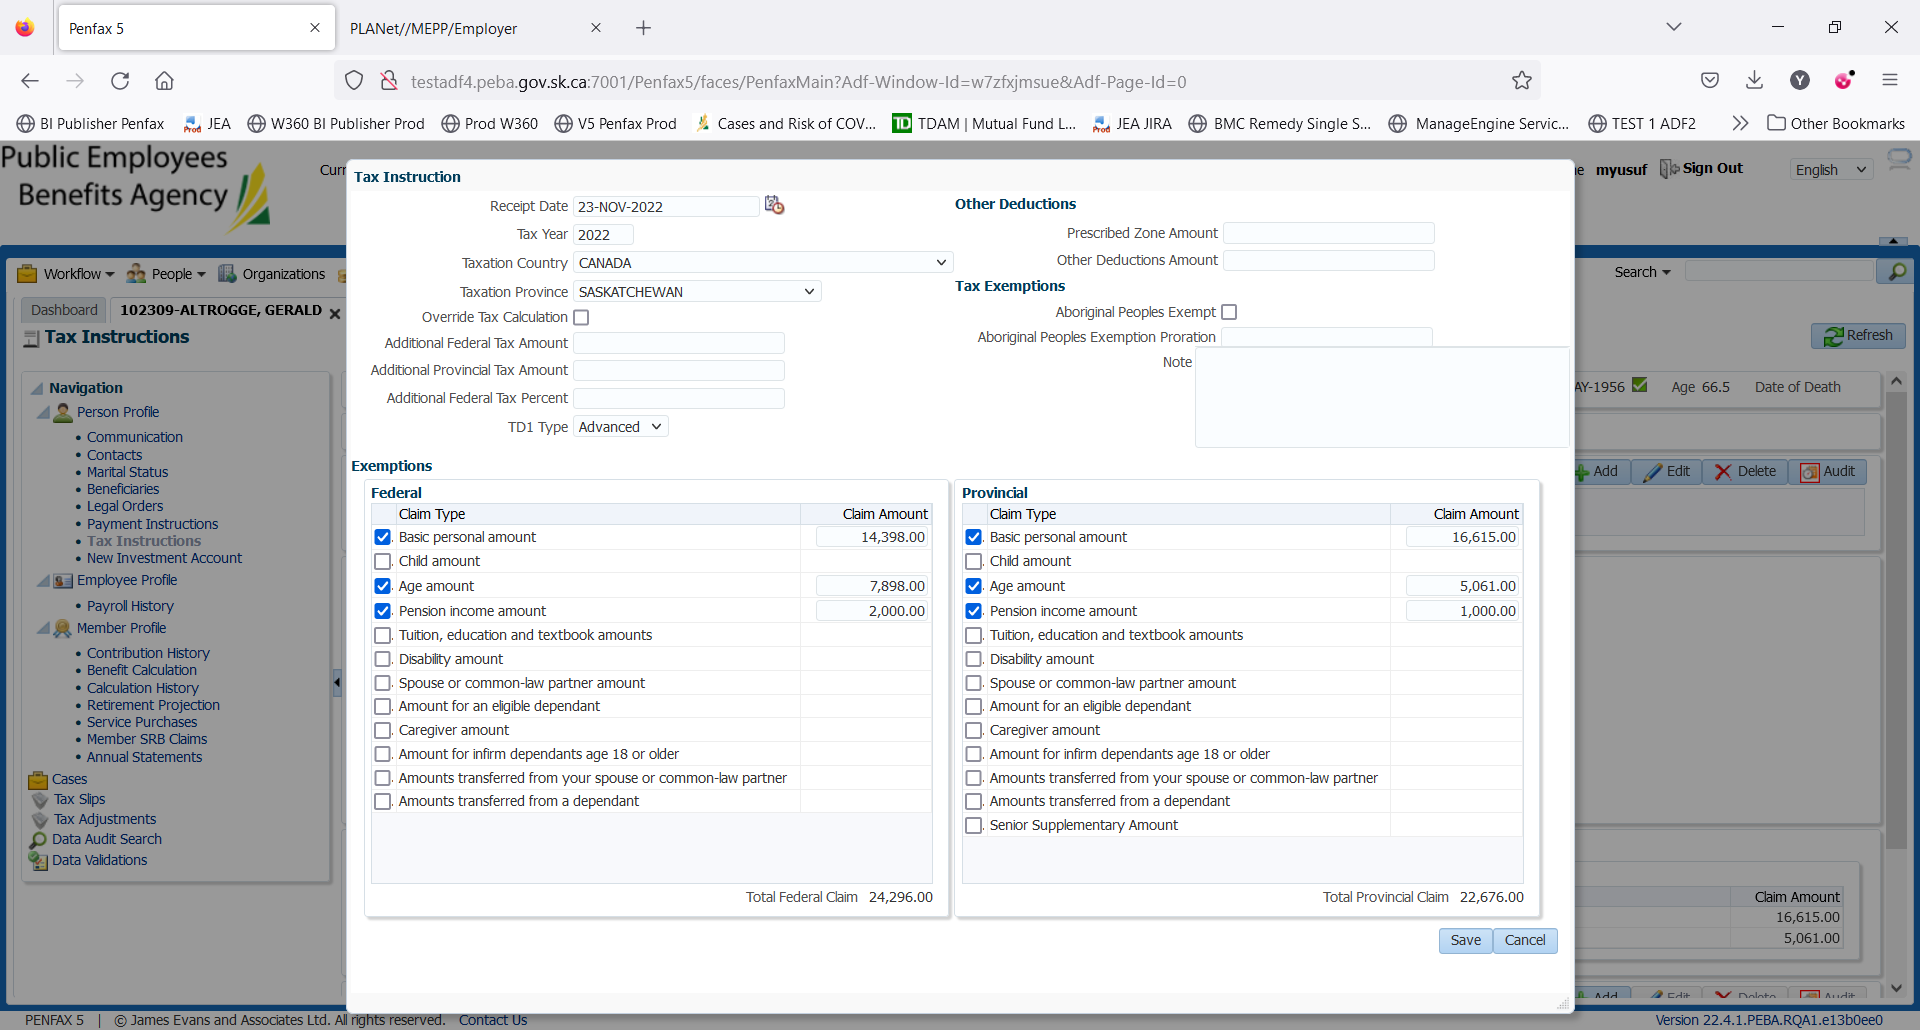 Penfax 5
PLANet//MEPP/Employer
testadf4.peba.gov.sk.ca:7001/Penfax5/faces/PenfaxMain?Adf-Window-Id=w7zfxjmsue&Adf-Page-Id=0
Y
BI Publisher Penfax
JEA
W360 BI Publisher Prod
Prod W360
V5 Penfax Prod
Cases and Risk of COV...
TDAM | Mutual Fund L...
JEA JIRA
BMC Remedy Single S...
ManageEngine Servic...
TEST 1 ADF2
Other Bookmarks
Public Employees
Benefits Agency
Curr
myusuf
Sign Out
English
Workflow
People
Organizations
Search
Dashboard
102309-ALTROGGE, GERALD
Tax Instructions
Refresh
Navigation
Person Profile
Communication
Contacts
Marital Status
Beneficiaries
Legal Orders
Payment Instructions
Tax Instructions
New Investment Account
Employee Profile
Payroll History
Member Profile
Contribution History
Benefit Calculation
Calculation History
Retirement Projection
Service Purchases
Member SRB Claims
Annual Statements
Cases
Tax Slips
Tax Adjustments
Data Audit Search
Data Validations
AY-1956
Age 66.5
Date of Death
Add
Edit
Delete
Audit
Claim Amount
16,615.00
5,061.00
Add
Edit
Delete
Audit
Tax Instruction
Receipt Date 23-NOV-2022
Tax Year 2022
Taxation Country CANADA
Taxation Province SASKATCHEWAN
Override Tax Calculation
Additional Federal Tax Amount
Additional Provincial Tax Amount
Additional Federal Tax Percent
TD1 Type Advanced
Other Deductions
Prescribed Zone Amount
Other Deductions Amount
Tax Exemptions
Aboriginal Peoples Exempt
Aboriginal Peoples Exemption Proration
Note
Exemptions
Federal
Claim Type Claim Amount
Basic personal amount 14,398.00
Child amount
Age amount 7,898.00
Pension income amount 2,000.00
Tuition, education and textbook amounts
Disability amount
Spouse or common-law partner amount
Amount for an eligible dependant
Caregiver amount
Amount for infirm dependants age 18 or older
Amounts transferred from your spouse or common-law partner
Amounts transferred from a dependant
Total Federal Claim 24,296.00
Provincial
Claim Type Claim Amount
Basic personal amount 16,615.00
Child amount
Age amount 5,061.00
Pension income amount 1,000.00
Tuition, education and textbook amounts
Disability amount
Spouse or common-law partner amount
Amount for an eligible dependant
Caregiver amount
Amount for infirm dependants age 18 or older
Amounts transferred from your spouse or common-law partner
Amounts transferred from a dependant
Senior Supplementary Amount
Total Provincial Claim 22,676.00
Save
Cancel
PENFAX 5 | © James Evans and Associates Ltd. All rights reserved. Contact Us
Version 22.4.1.PEBA.RQA1.e13b0ee0